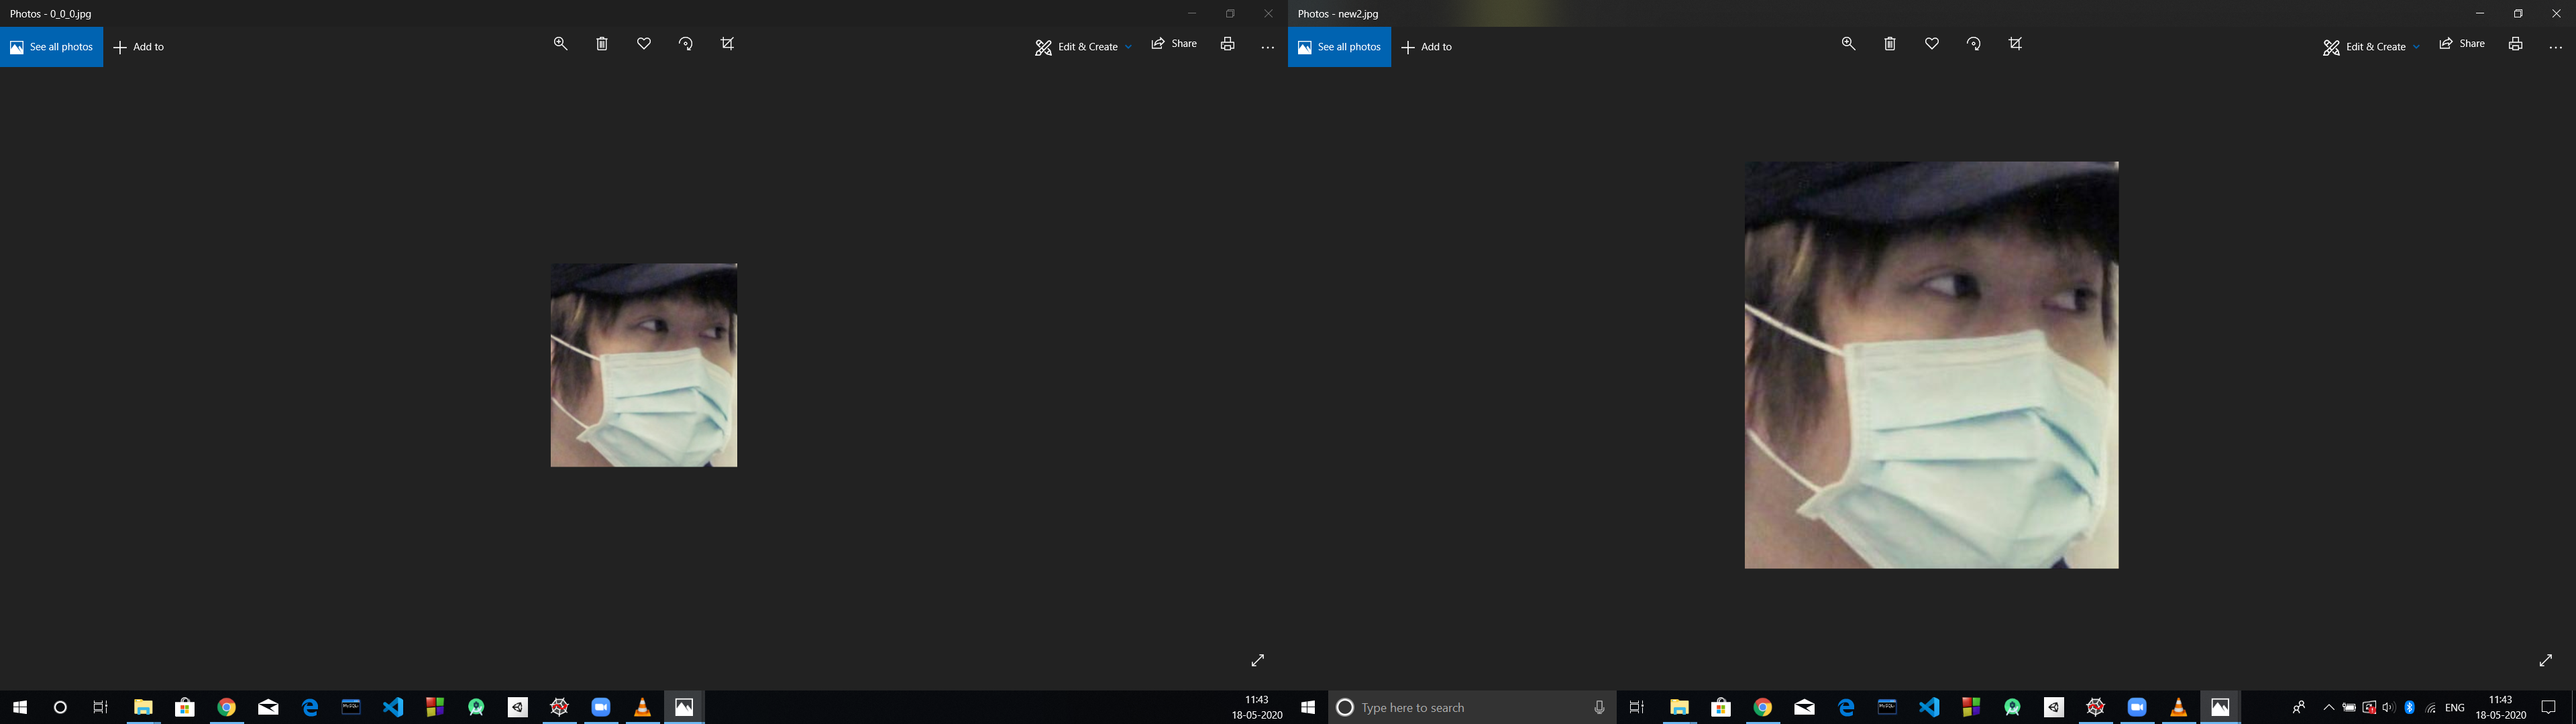 Photos - 0_0_0.jpg
See all photos
Add to
Edit & Create
Share
11:43
18-05-2020
Photos - new2.jpg
See all photos
Add to
Edit & Create
Share
Type here to search
ENG
11:43
18-05-2020